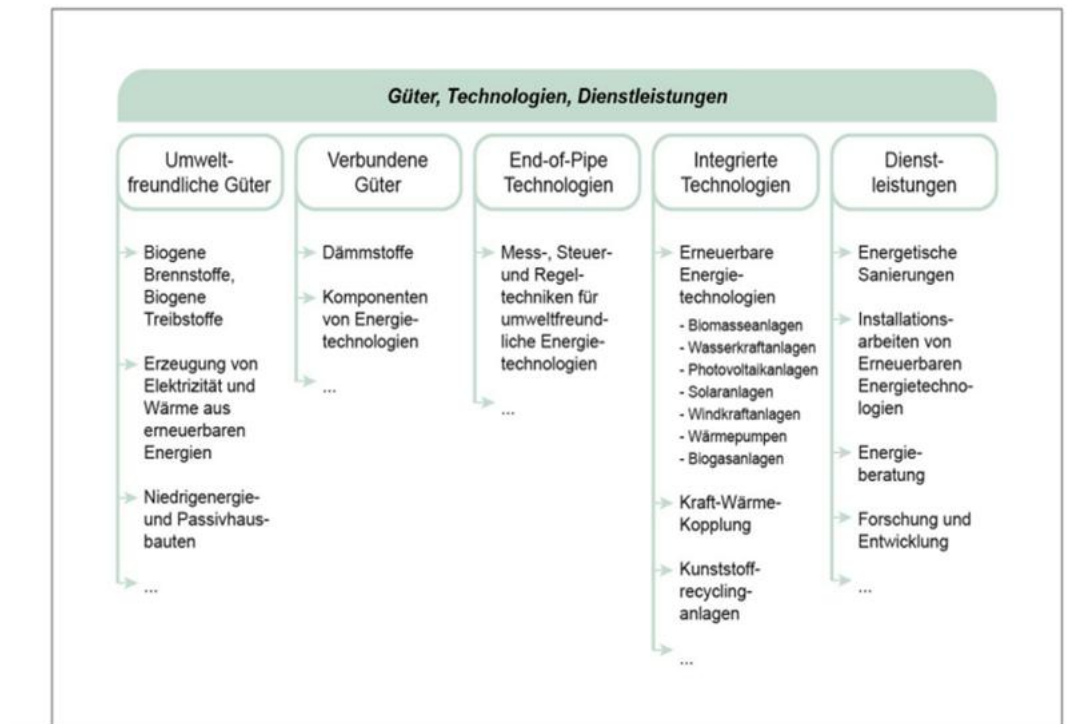 Güter, Technologien, Dienstleistungen
Umwelt-
freundliche Güter
Biogene
Brennstoffe,
Biogene
Treibstoffe
Erzeugung von
Elektrizität und
Wärme aus
erneuerbaren
Energien
Niedrigenergie-
und Passivhaus-
bauten
...
Verbundene
Güter
Dämmstoffe
Komponenten
von Energie-
technologien
...
End-of-Pipe
Technologien
Mess-, Steuer-
und Regel-
techniken für
umweltfreund-
liche Energie-
technologien
...
Integrierte
Technologien
Erneuerbare
Energie-
technologien
- Biomasseanlagen
- Wasserkraftanlagen
- Photovoltaikanlagen
- Solaranlagen
- Windkraftanlagen
- Wärmepumpen
- Biogasanlagen
Kraft-Wärme-
Kopplung
Kunststoff-
recycling-
anlagen
...
Dienst-
leistungen
Energetische
Sanierungen
Installations-
arbeiten von
Erneuerbaren
Energietechno-
logien
Energie-
beratung
Forschung und
Entwicklung
...